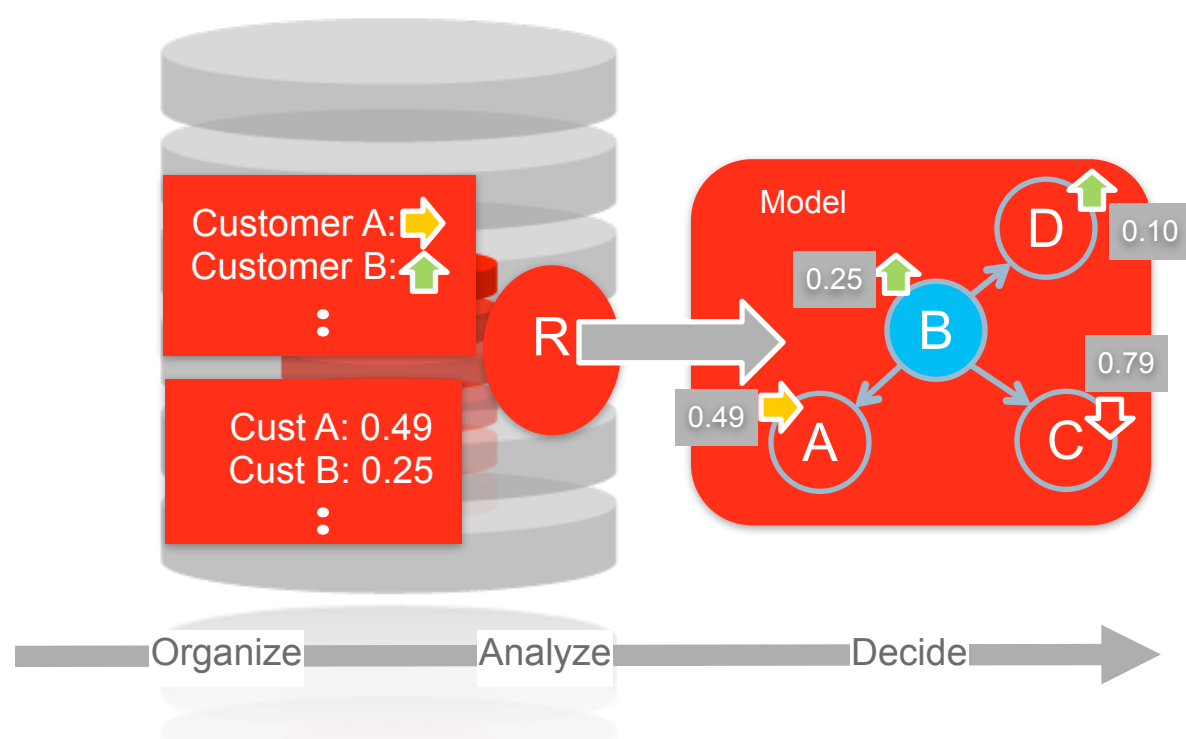 Customer A:
Customer B:
:
Cust A: 0.49
Cust B: 0.25
:
R
Model
D
0.10
0.25
B
0.79
0.49
A
C
Organize
Analyze
Decide